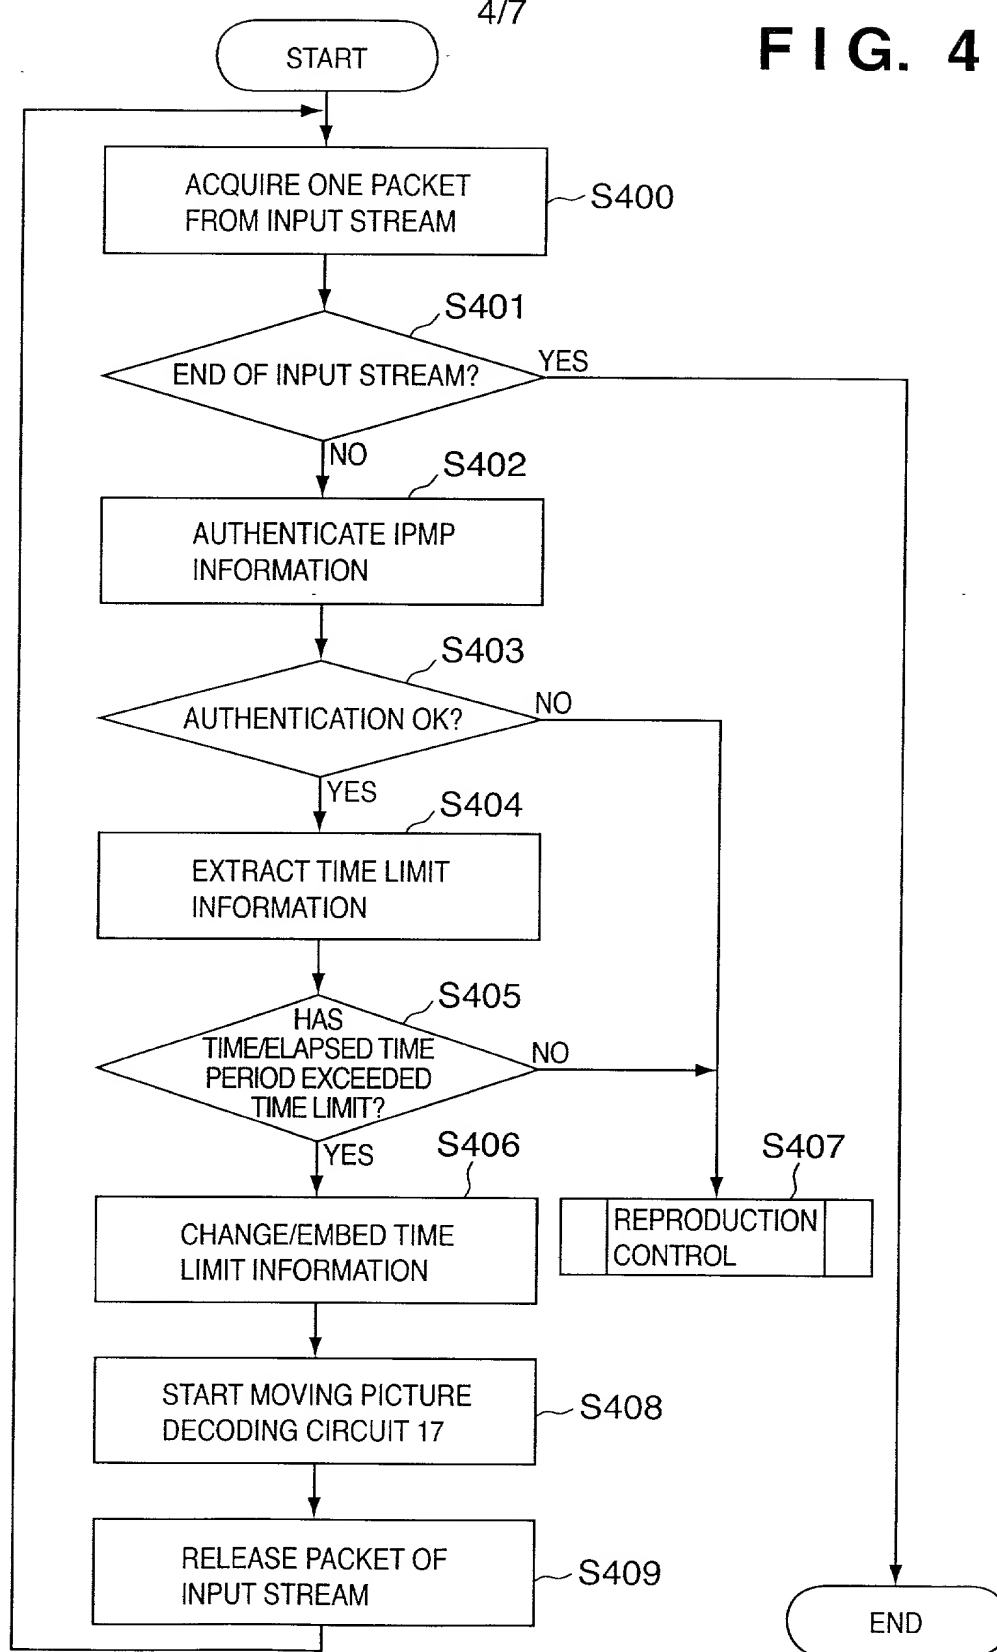 4/7
FIG. 4
START
ACQUIRE ONE PACKET
FROM INPUT STREAM
S400
S401
END OF INPUT STREAM?
YES
NO
S402
AUTHENTICATE IPMP
INFORMATION
S403
AUTHENTICATION OK?
NO
YES
S404
EXTRACT TIME LIMIT
INFORMATION
S405
HAS
TIME/ELAPSED TIME
PERIOD EXCEEDED
TIME LIMIT?
NO
YES
S406
CHANGE/EMBED TIME
LIMIT INFORMATION
S407
REPRODUCTION
CONTROL
START MOVING PICTURE
DECODING CIRCUIT 17
S408
RELEASE PACKET OF
INPUT STREAM
S409
END